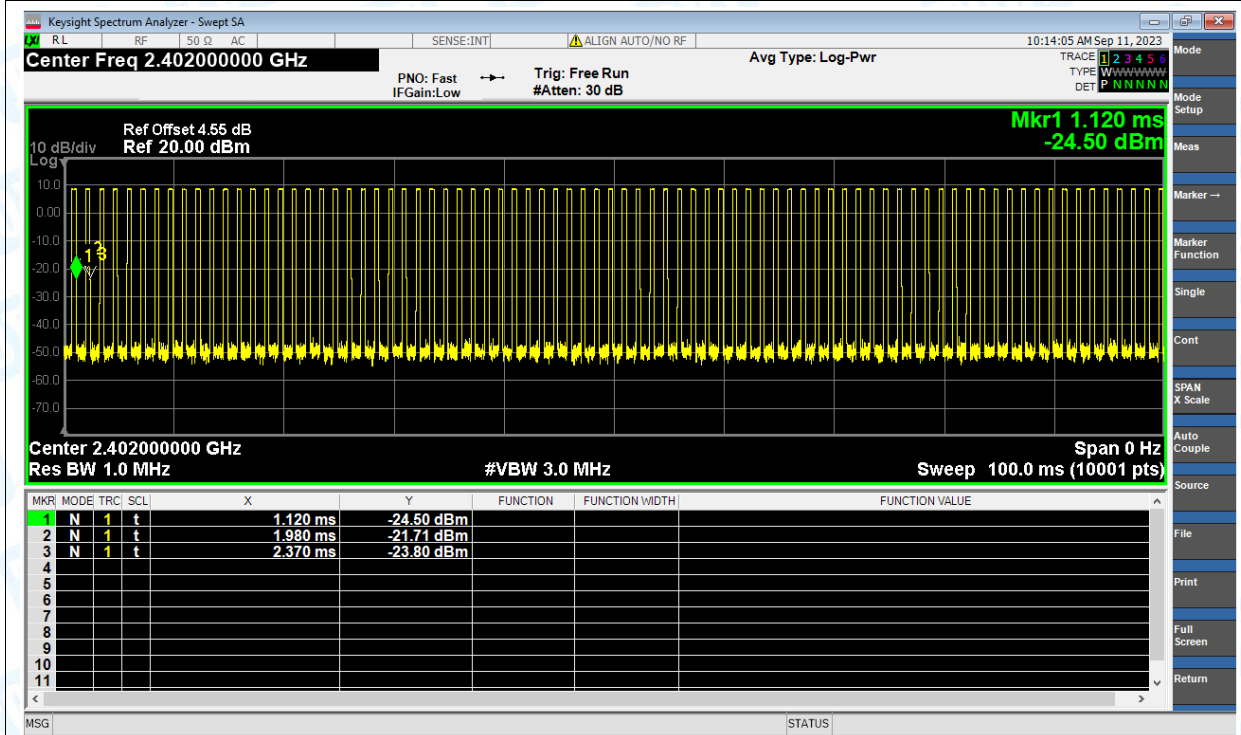 Keysight Spectrum Analyzer - Swept SA
LXI RL RF 50 Ω AC SENSE:INT ALIGN AUTO/NO RF 10:14:05 AM Sep 11, 2023
Center Freq 2.402000000 GHz
PNO: Fast
IFGain:Low
Trig: Free Run
#Atten: 30 dB
Avg Type: Log-Pwr
TRACE 1 2 3 4 5 6
TYPE WWWWWW
DET P N N N N N
Ref Offset 4.55 dB
Mkr1 1.120 ms
10 dB/div Ref 20.00 dBm
-24.50 dBm
Log
10.0
0.00
-10.0
-20.0
-30.0
-40.0
-50.0
-60.0
-70.0
1
2
3
Center 2.402000000 GHz Span 0 Hz
Res BW 1.0 MHz #VBW 3.0 MHz Sweep 100.0 ms (10001 pts)
MKR MODE TRC SCL X Y FUNCTION FUNCTION WIDTH FUNCTION VALUE
1 N 1 t 1.120 ms -24.50 dBm
2 N 1 t 1.980 ms -21.71 dBm
3 N 1 t 2.370 ms -23.80 dBm
4
5
6
7
8
9
10
11
MSG STATUS
Mode
Mode
Setup
Meas
Marker→
Marker
Function
Single
Cont
SPAN
X Scale
Auto
Couple
Source
File
Print
Full
Screen
Return